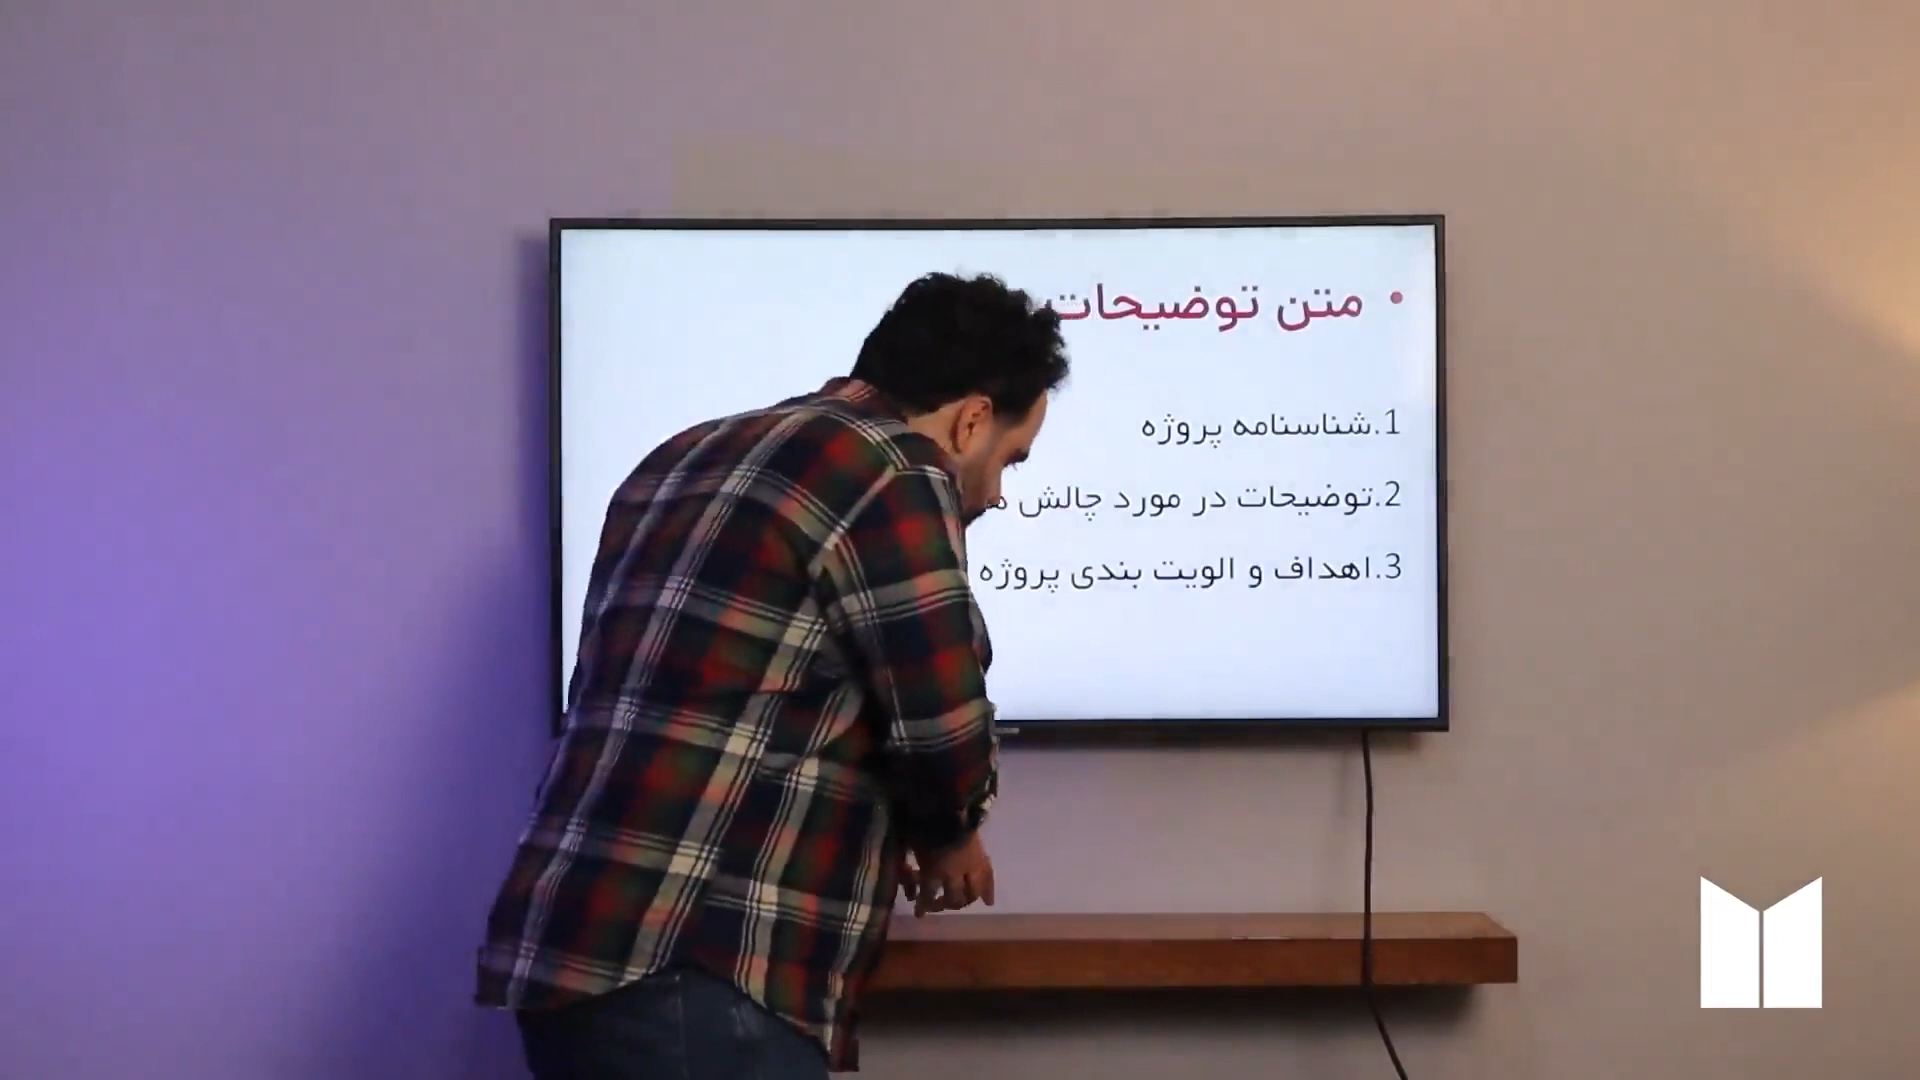 • متن توضیحات
1.شناسنامه پروژه
2.توضیحات در مورد چالش
3.اهداف و الویت بندی پروژه